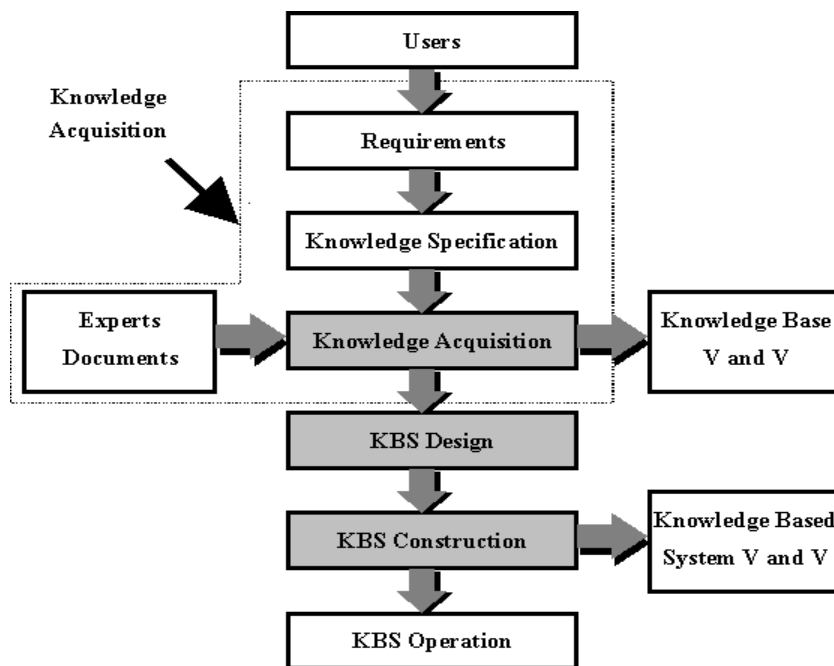 Users
Knowledge
Acquisition
Requirements
Knowledge Specification
Experts
Documents
Knowledge Acquisition
Knowledge Base
V and V
KBS Design
KBS Construction
Knowledge Based
System V and V
KBS Operation